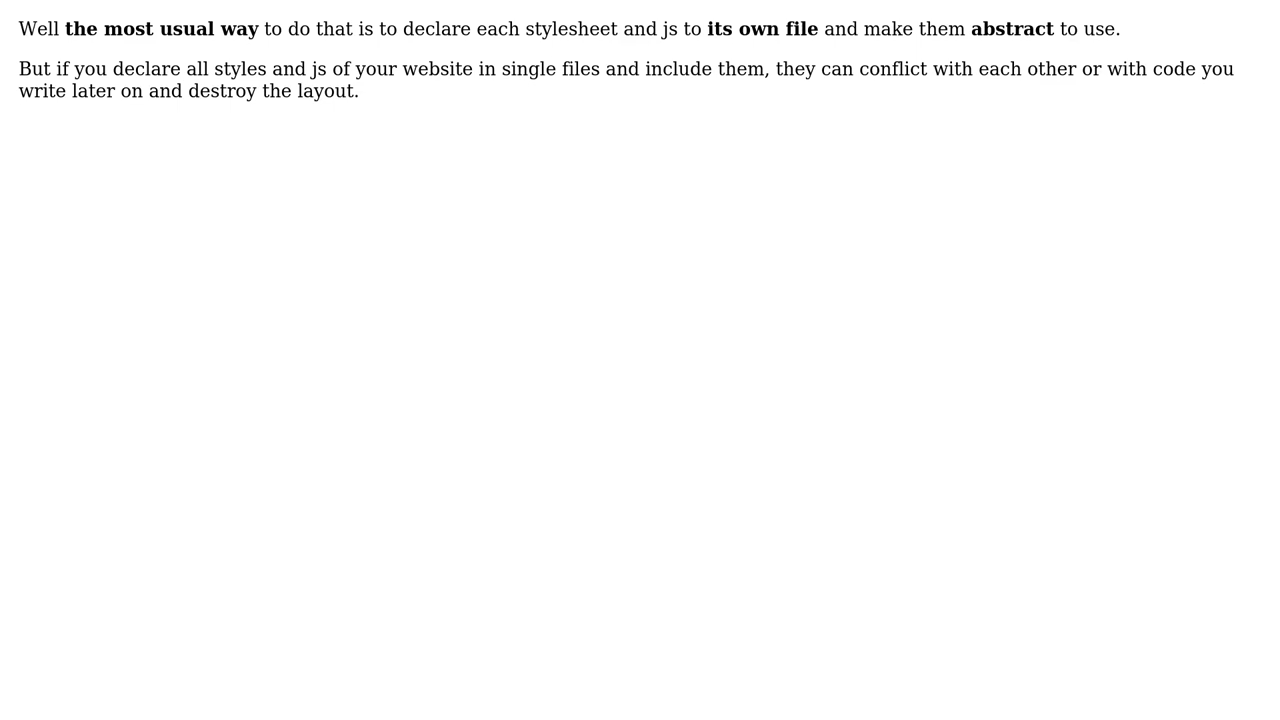 Well the most usual way to do that is to declare each stylesheet and js to its own file and make them abstract to use.
But if you declare all styles and js of your website in single files and include them, they can conflict with each other or with code you
write later on and destroy the layout.